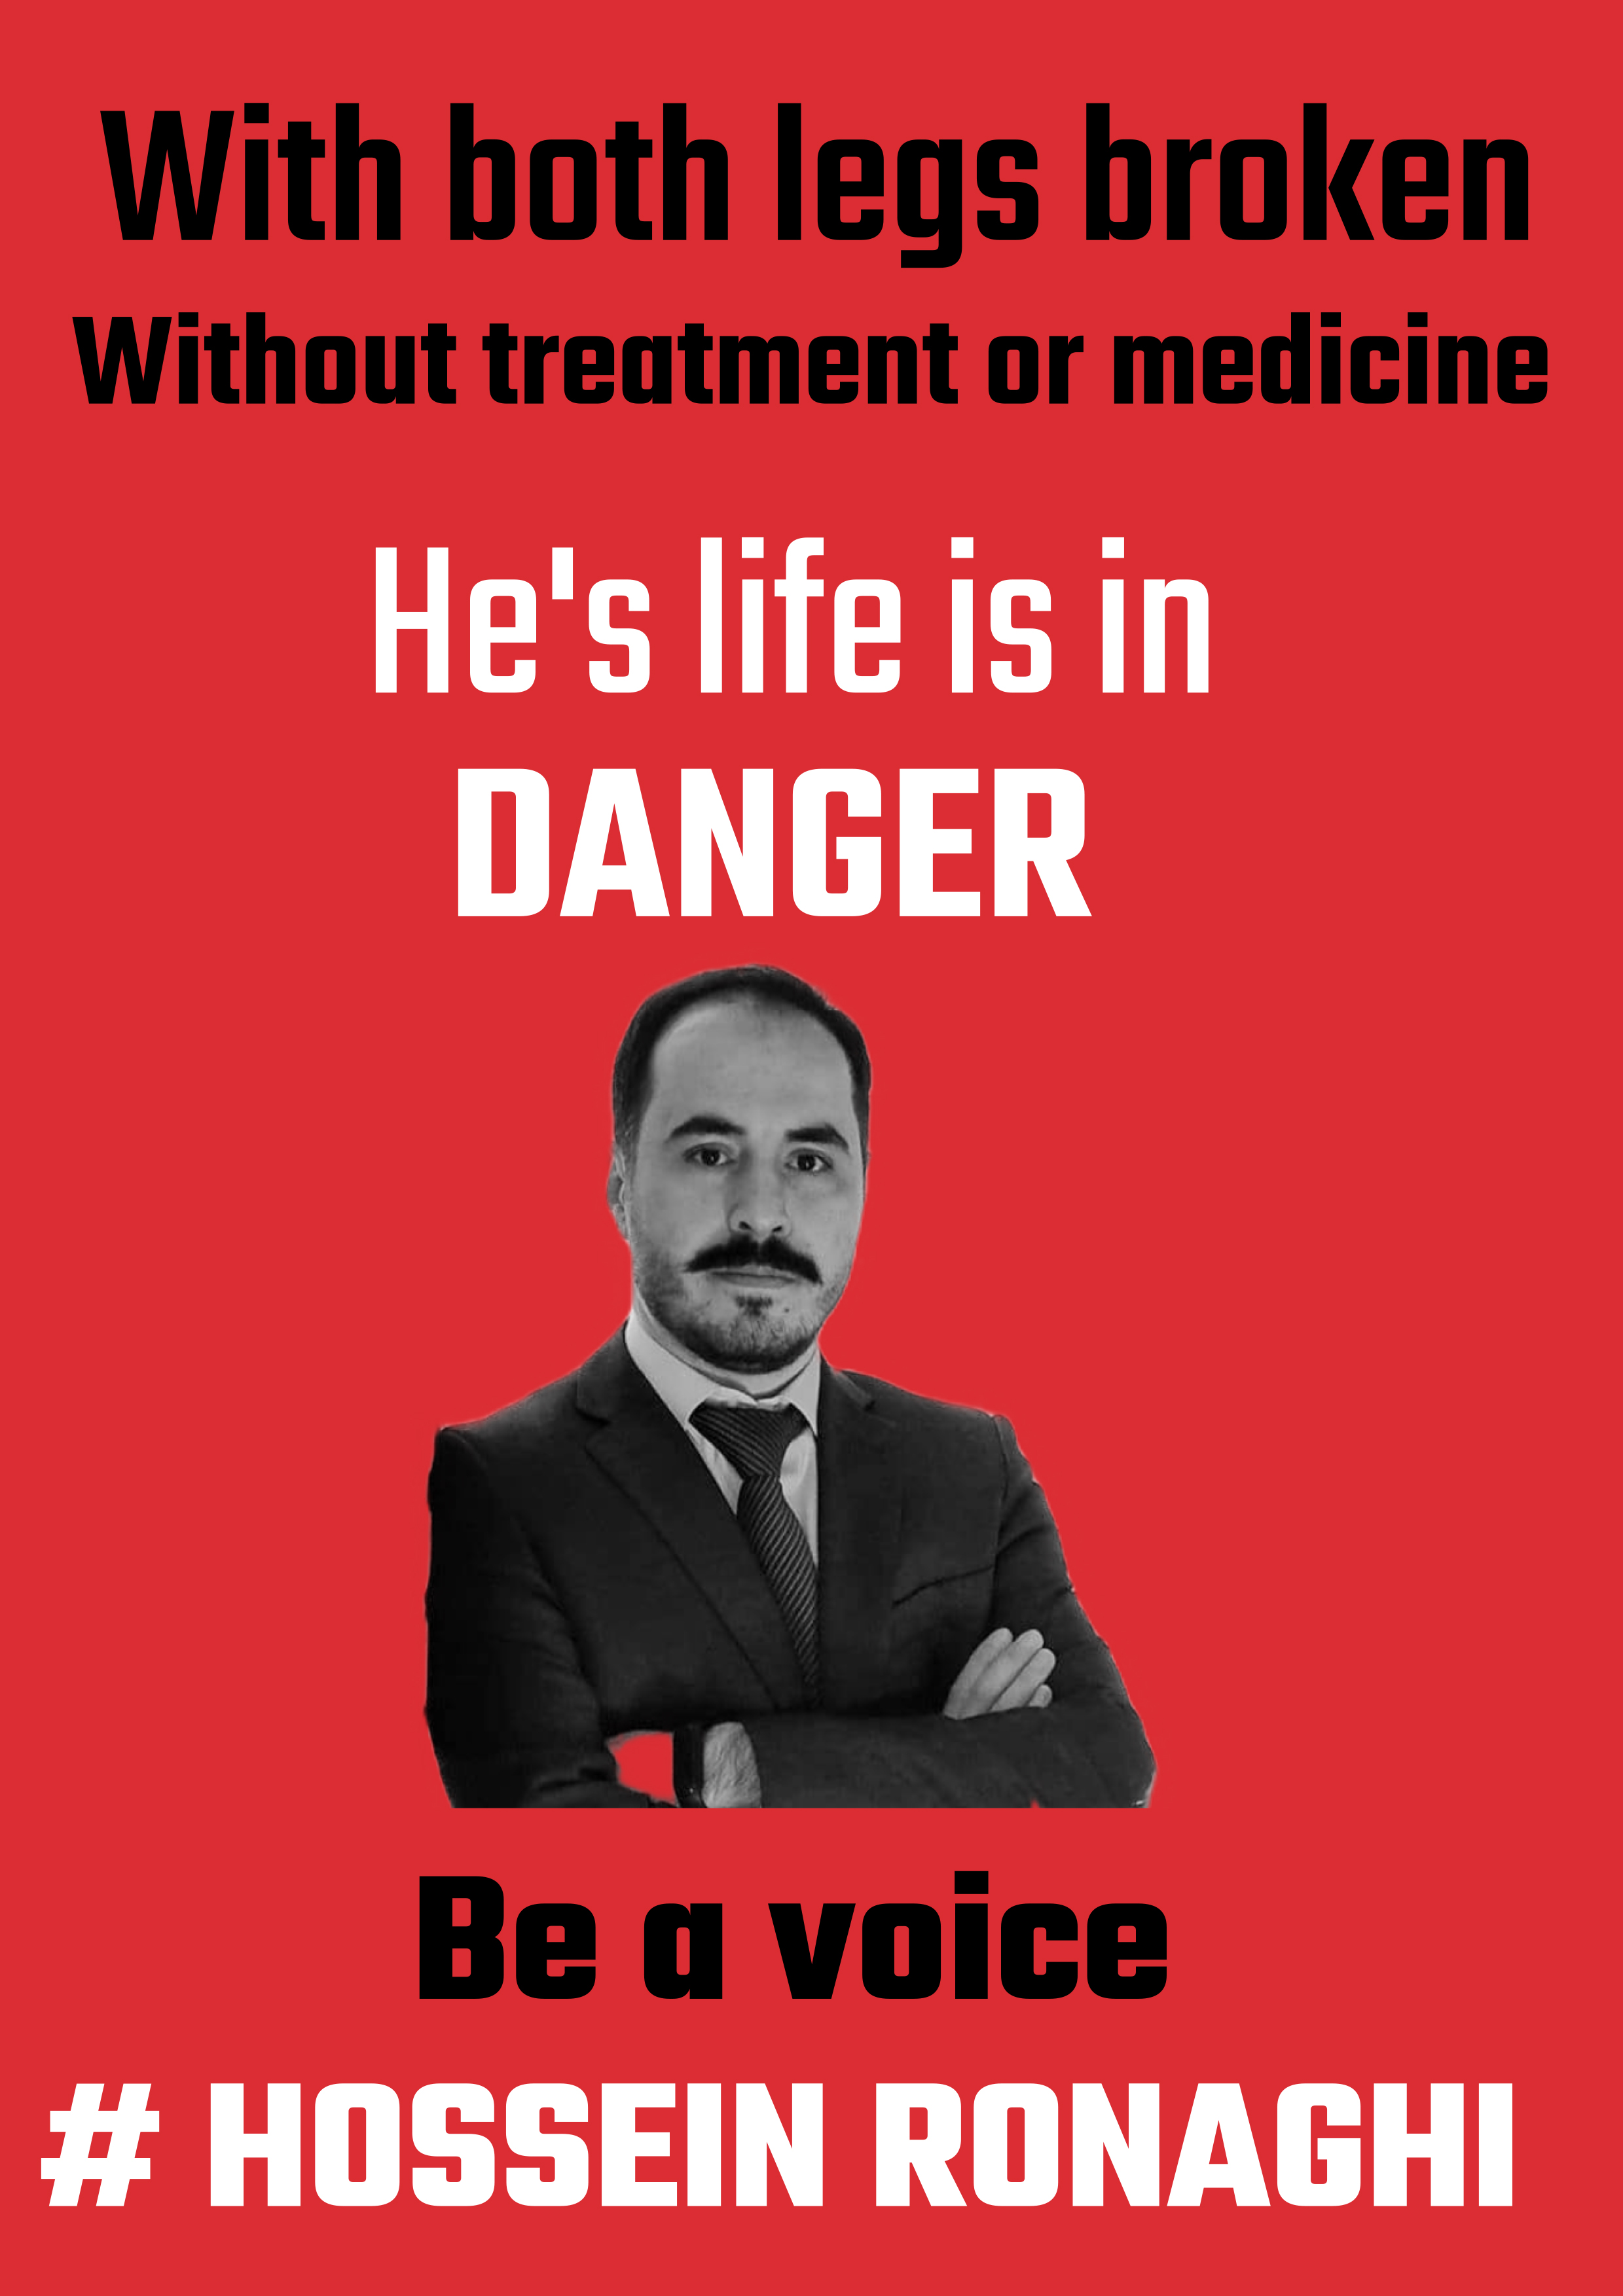 With both legs broken
Without treatment or medicine
He's life is in
DANGER
Be a voice
# HOSSEIN RONAGHI